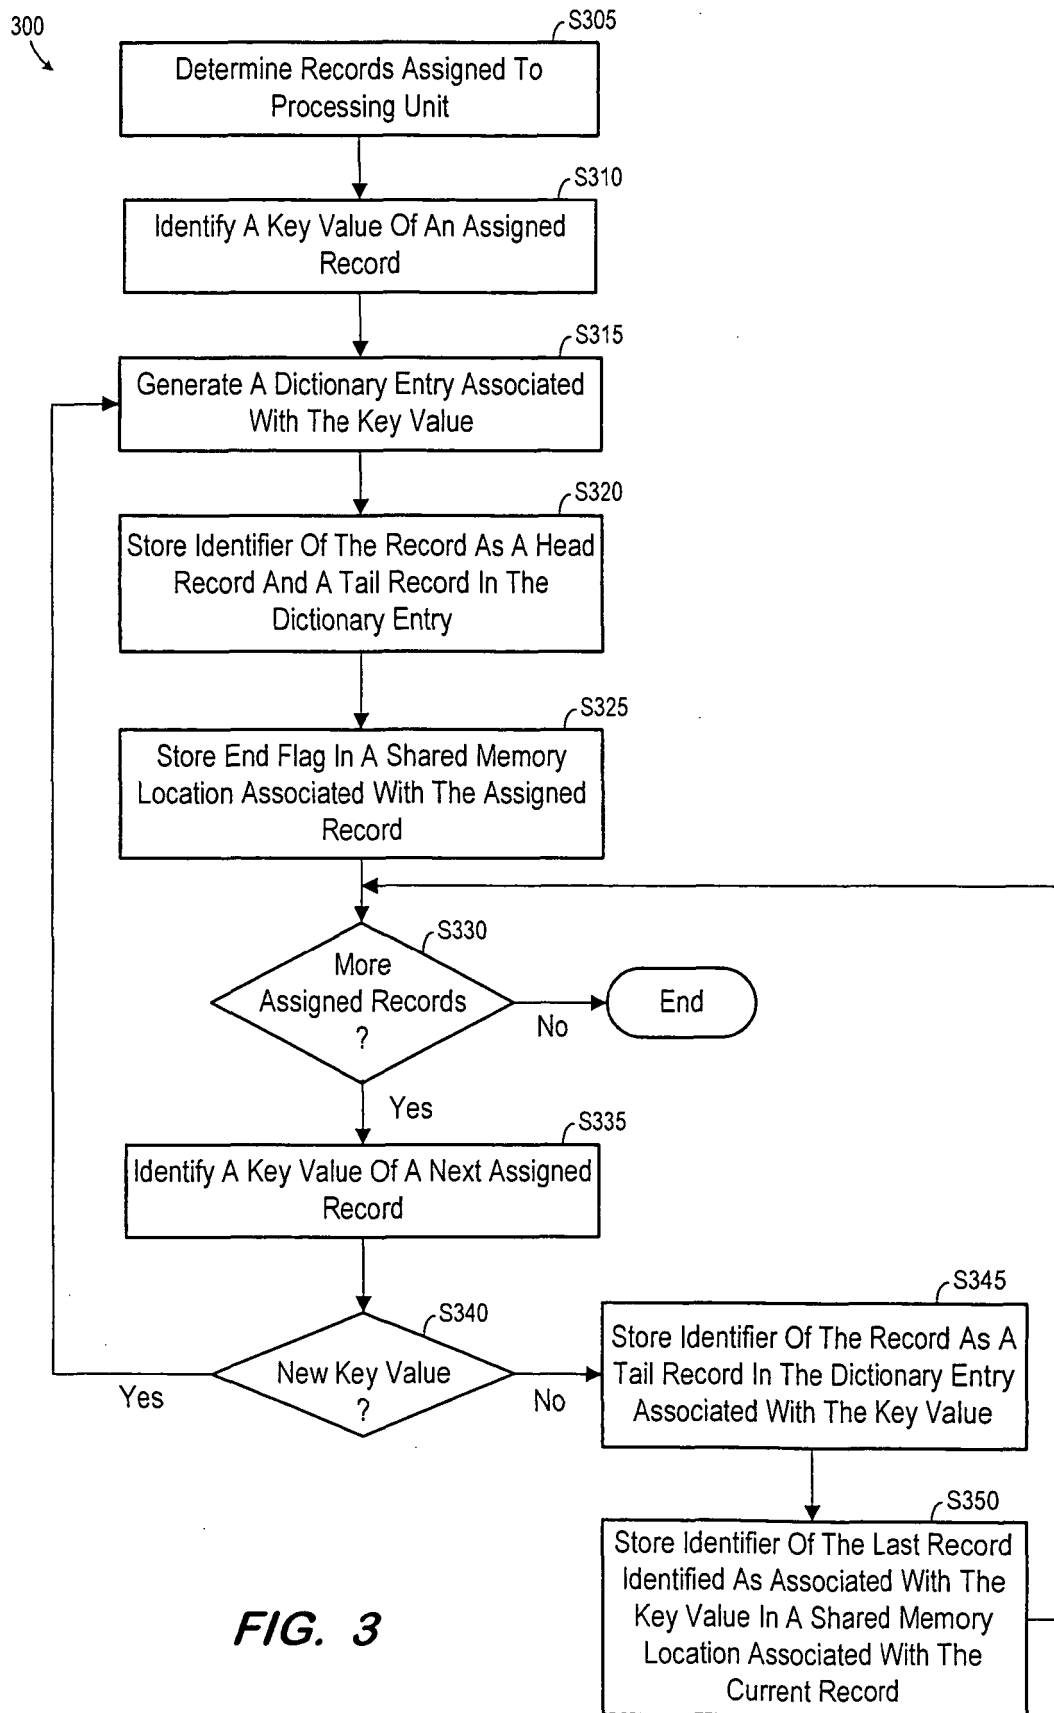 300
S305
Determine Records Assigned To
Processing Unit
S310
Identify A Key Value Of An Assigned
Record
S315
Generate A Dictionary Entry Associated
With The Key Value
S320
Store Identifier Of The Record As A Head
Record And A Tail Record In The
Dictionary Entry
S325
Store End Flag In A Shared Memory
Location Associated With The Assigned
Record
S330
More
Assigned Records
?
No
End
Yes
S335
Identify A Key Value Of A Next Assigned
Record
S340
New Key Value
?
Yes
No
S345
Store Identifier Of The Record As A
Tail Record In The Dictionary Entry
Associated With The Key Value
S350
Store Identifier Of The Last Record
Identified As Associated With The
Key Value In A Shared Memory
Location Associated With The
Current Record
FIG. 3